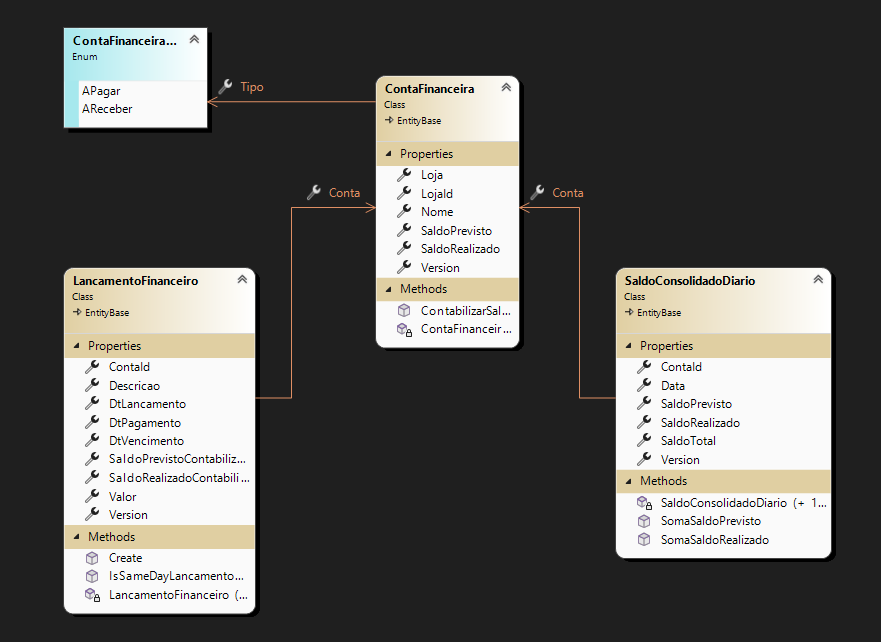 ContaFinanceira...
Enum
APagar
AReceber
Tipo
ContaFinanceira
Class
EntityBase
Properties
Loja
LojaId
Nome
SaldoPrevisto
SaldoRealizado
Version
Methods
ContabilizarSal...
ContaFinanceir...
Conta
Conta
LancamentoFinanceiro
Class
EntityBase
Properties
ContaId
Descricao
DtLancamento
DtPagamento
DtVencimento
SaldoPrevistoContabiliz...
SaldoRealizadoContabili...
Valor
Version
Methods
Create
IsSameDayLancamento...
LancamentoFinanceiro (...
SaldoConsolidadoDiario
Class
EntityBase
Properties
ContaId
Data
SaldoPrevisto
SaldoRealizado
SaldoTotal
Version
Methods
SaldoConsolidadoDiario (+ 1...
SomaSaldoPrevisto
SomaSaldoRealizado